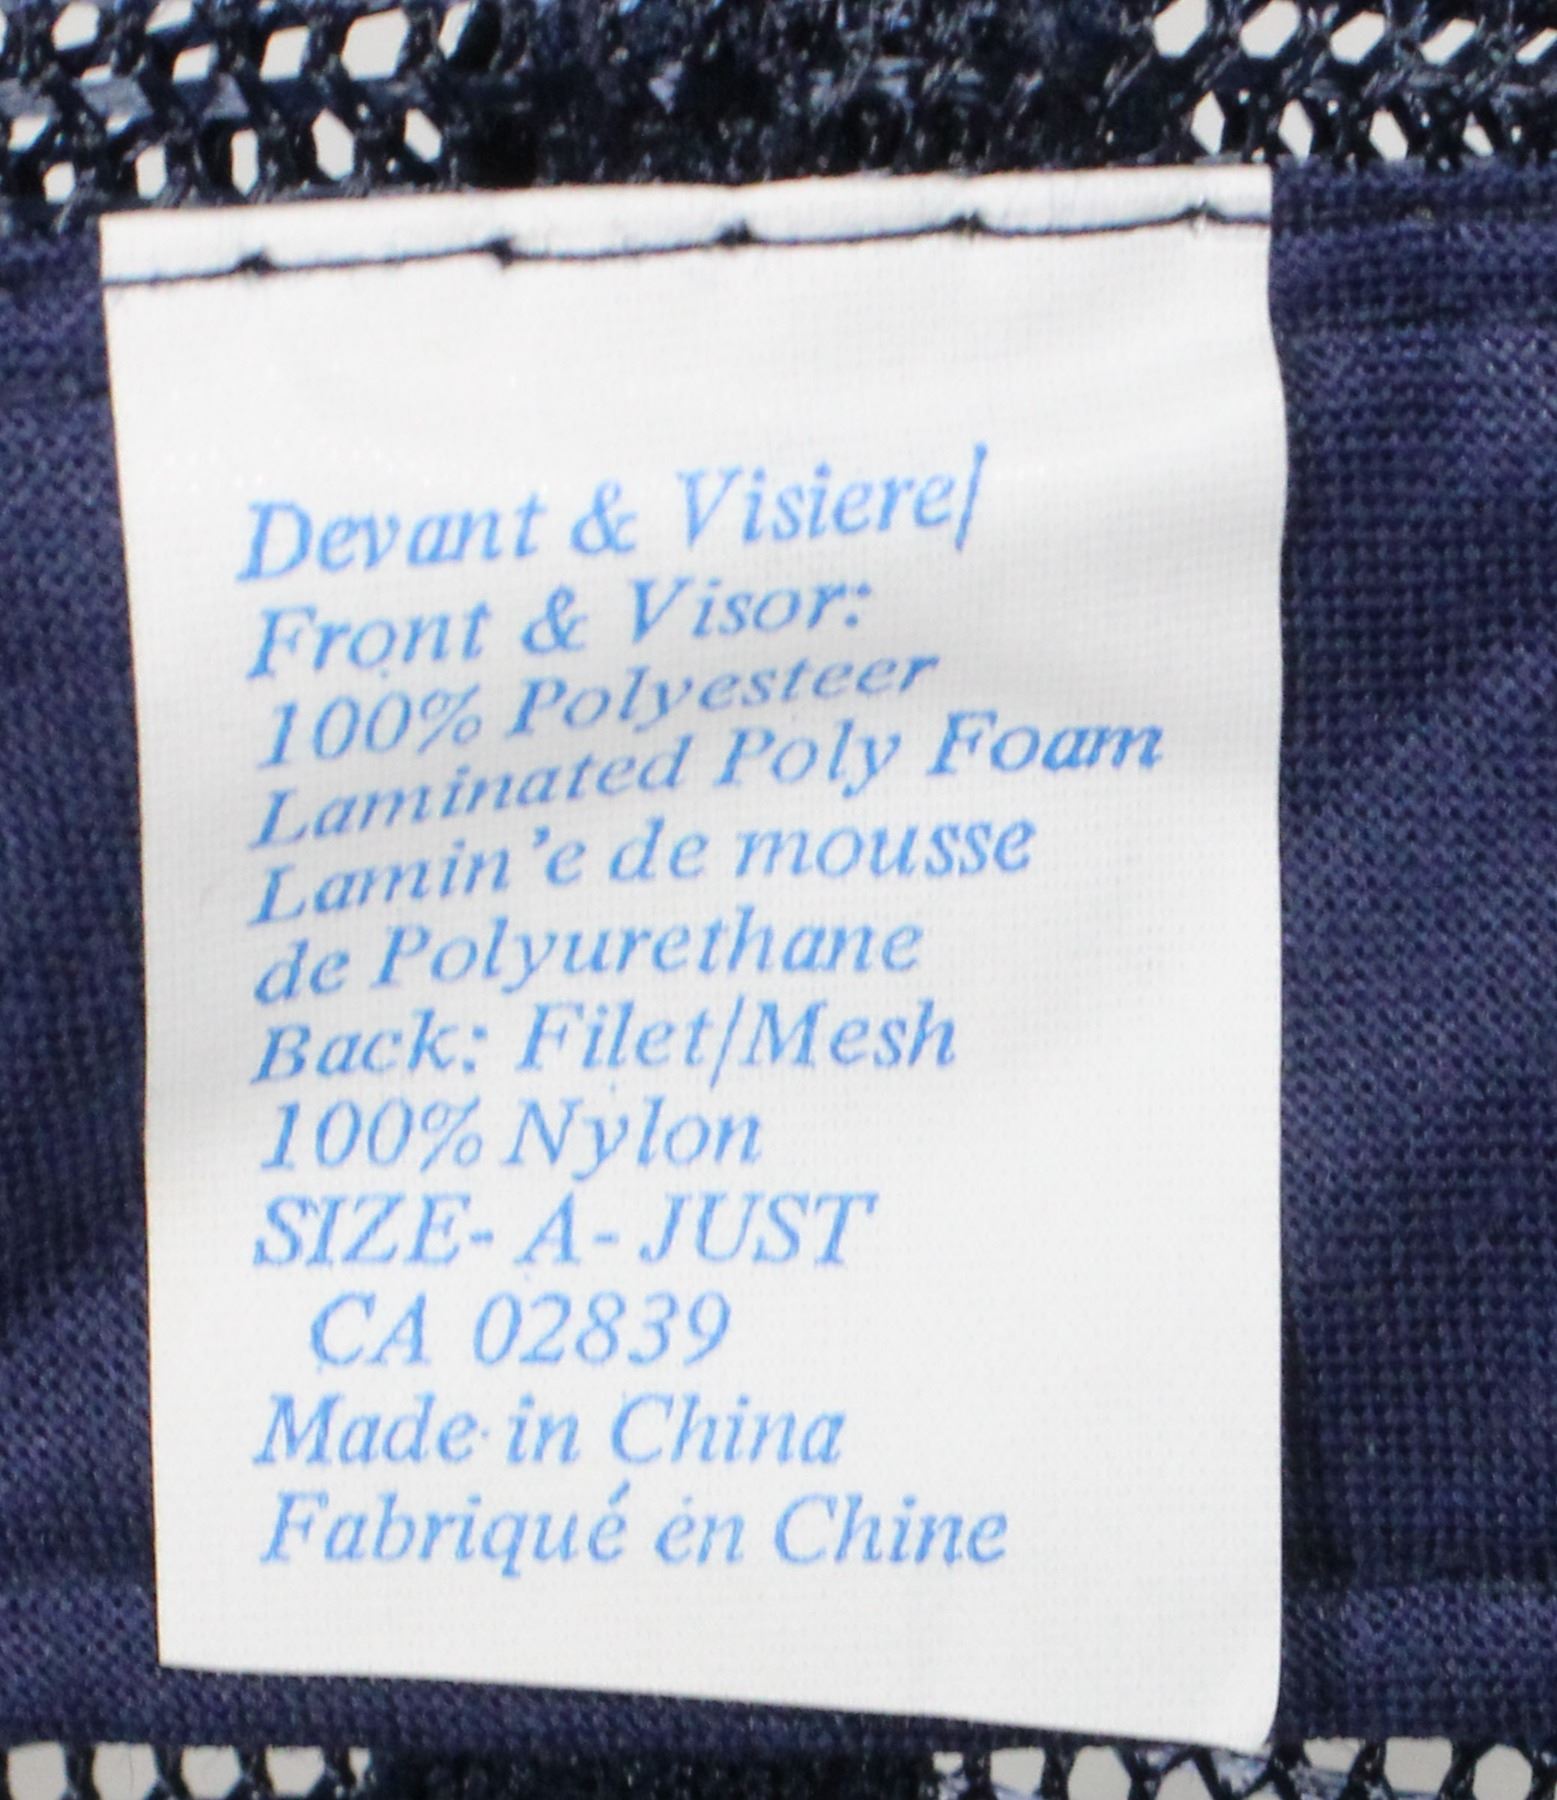 Devant & Visiere/
Front & Visor:
100% Polyesteer
Laminated Poly Foam
Lamin'e de mousse
de Polyurethane
Back: Filet/Mesh
100% Nylon
SIZE-A-JUST
CA 02839
Made in China
Fabriqué en Chine